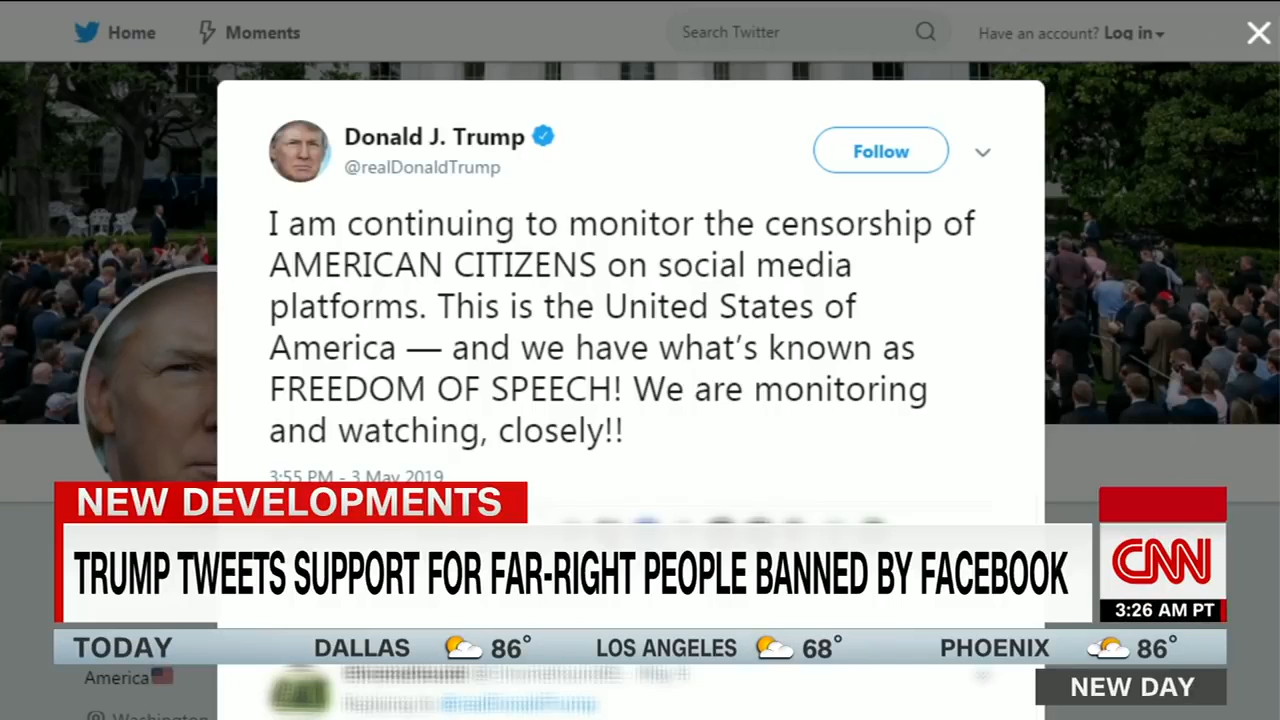 Home
Moments
Search Twitter
Have an account? Log in
Donald J. Trump
@realDonaldTrump
Follow
I am continuing to monitor the censorship of
AMERICAN CITIZENS on social media
platforms. This is the United States of
America — and we have what's known as
FREEDOM OF SPEECH! We are monitoring
and watching, closely!!
3:55 PM - 3 May 2019
NEW DEVELOPMENTS
TRUMP TWEETS SUPPORT FOR FAR-RIGHT PEOPLE BANNED BY FACEBOOK
CNN
3:26 AM PT
TODAY DALLAS 86° LOS ANGELES 68° PHOENIX 86°
America
NEW DAY
Washington